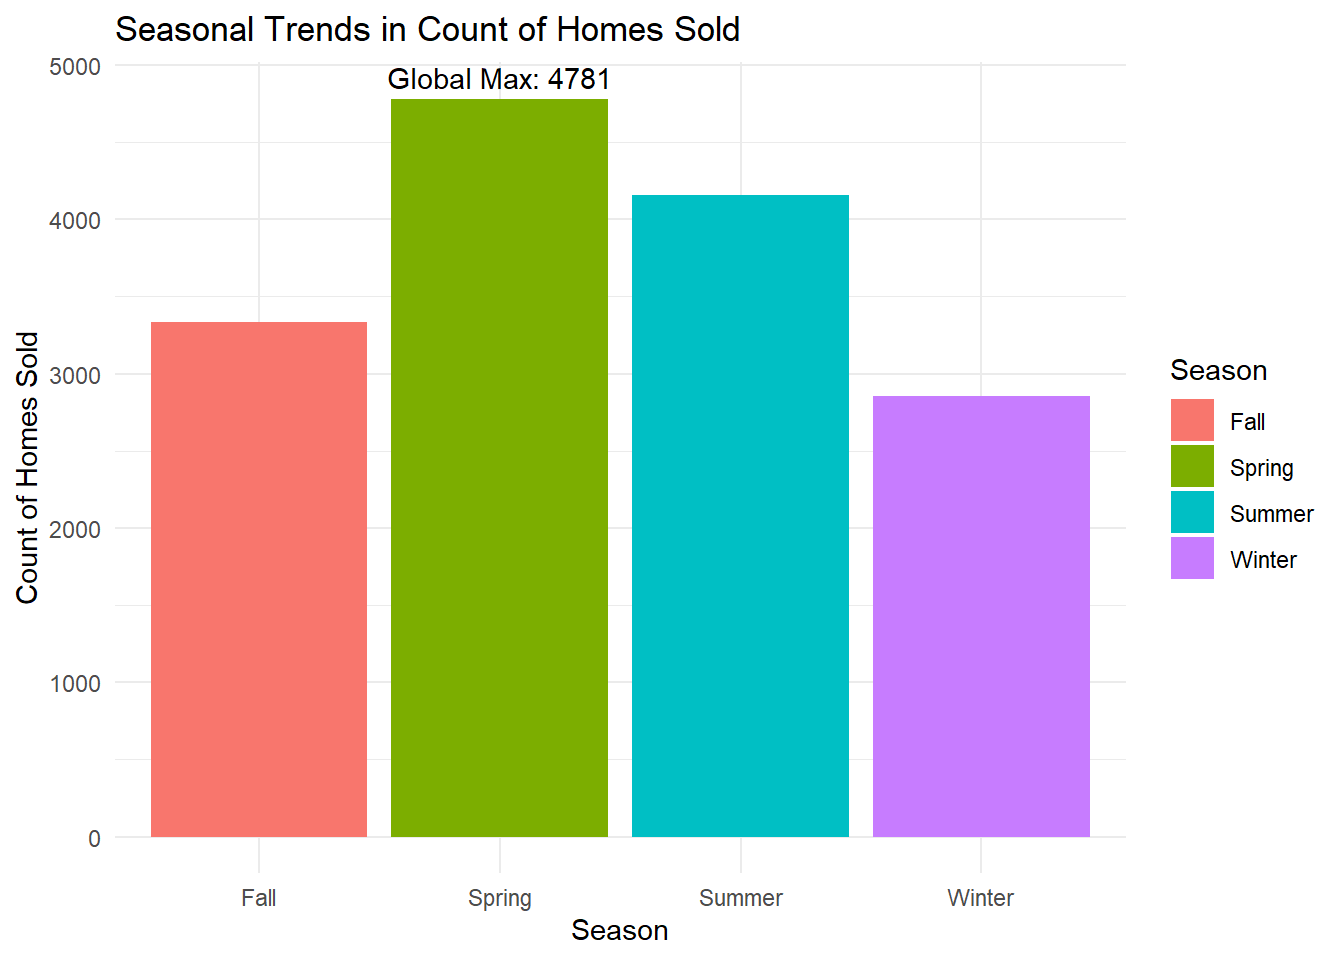 Seasonal Trends in Count of Homes Sold
Global Max: 4781
5000
4000
3000
2000
1000
0
Count of Homes Sold
Fall
Spring
Summer
Winter
Season
Season
Fall
Spring
Summer
Winter